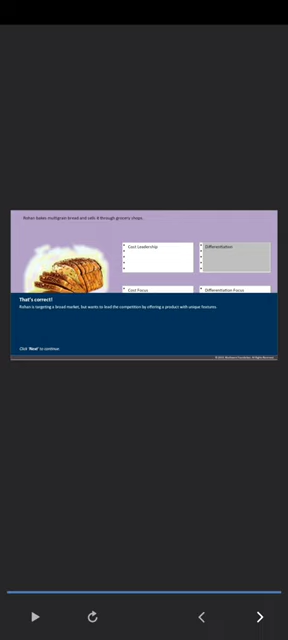 Rohan bakes multigrain bread and sells it through grocery shops.
Cost Leadership
Differentiation
Cost Focus
Differentiation Focus
That's correct!
Rohan is targeting a broad market, but wants to lead the competition by offering a product with unique features.
Click 'Next' to continue